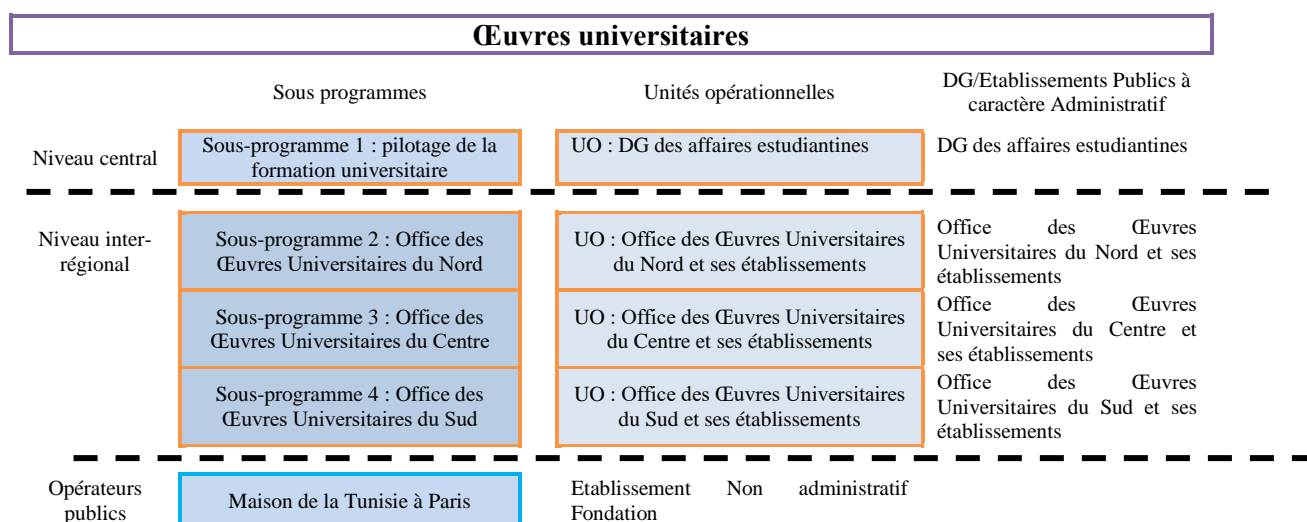 Œuvres universitaires
Sous programmes
Unités opérationnelles
DG/Etablissements Publics à
caractère Administratif
Niveau central
Sous-programme 1 : pilotage de la
formation universitaire
UO : DG des affaires estudiantines
DG des affaires estudiantines
Niveau inter-
régional
Sous-programme 2 : Office des
Œuvres Universitaires du Nord
UO : Office des Œuvres Universitaires
du Nord et ses établissements
Office des Œuvres
Universitaires du Nord et ses
établissements
Sous-programme 3 : Office des
Œuvres Universitaires du Centre
UO : Office des Œuvres Universitaires
du Centre et ses établissements
Office des Œuvres
Universitaires du Centre et
ses établissements
Sous-programme 4 : Office des
Œuvres Universitaires du Sud
UO : Office des Œuvres Universitaires
du Sud et ses établissements
Office des Œuvres
Universitaires du Sud et ses
établissements
Opérateurs
publics
Maison de la Tunisie à Paris
Etablissement Non administratif
Fondation